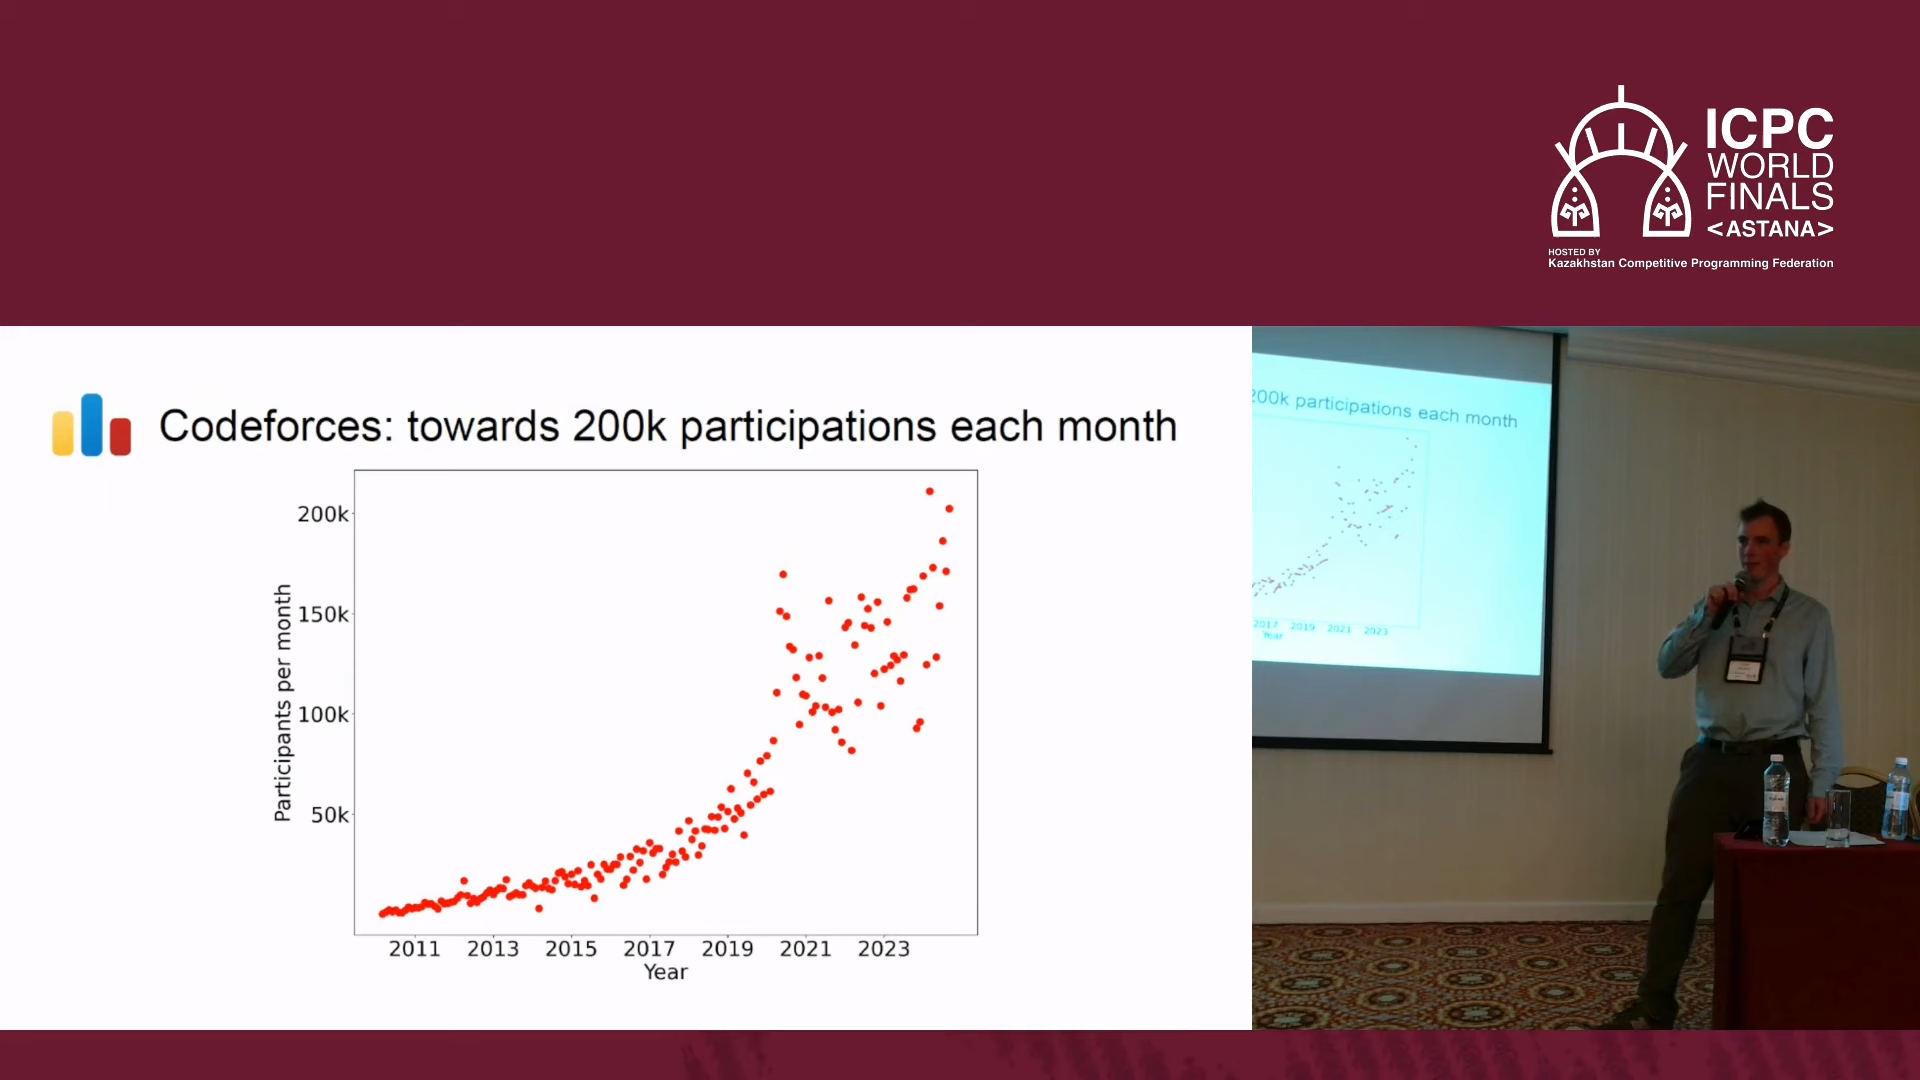 ICPC
WORLD
FINALS
<ASTANA>
HOSTED BY
Kazakhstan Competitive Programming Federation
Codeforces: towards 200k participations each month
200k
150k
100k
50k
Participants per month
2011 2013 2015 2017 2019 2021 2023
Year
200k participations each month
2017 2019 2021 2023
Year